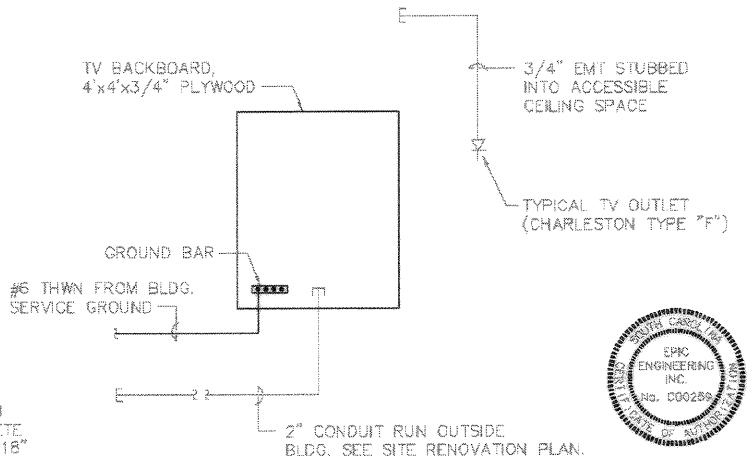 TV BACKBOARD,
4'x4'x3/4" PLYWOOD
3/4" EMT STUBBED
INTO ACCESSIBLE
CEILING SPACE
TYPICAL TV OUTLET
(CHARLESTON TYPE "F")
GROUND BAR
#6 THWN FROM BLDG.
SERVICE GROUND
2" CONDUIT RUN OUTSIDE
BLDG. SEE SITE RENOVATION PLAN.
18"
SOUTH CAROLINA
EPIC
ENGINEERING
INC.
No. C00259
CERTIFICATE OF AUTHORIZATION